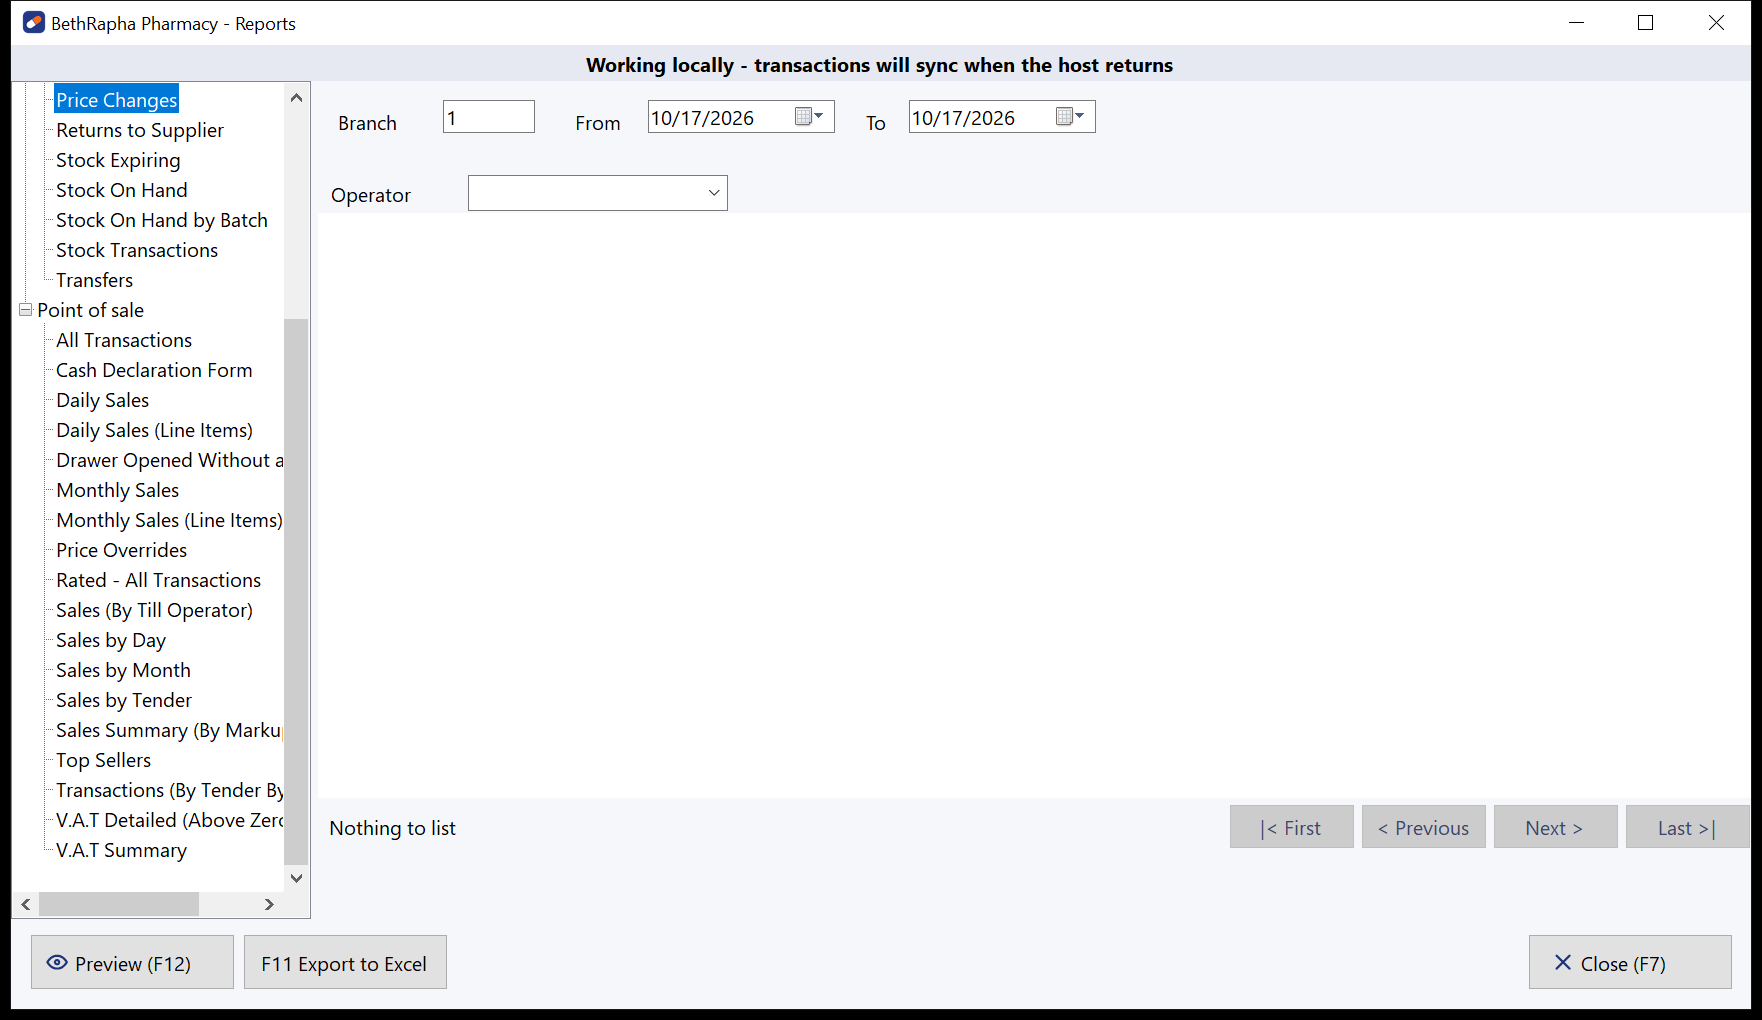 BethRapha Pharmacy - Reports
Working locally - transactions will sync when the host returns
Price Changes
Returns to Supplier
Stock Expiring
Stock On Hand
Stock On Hand by Batch
Stock Transactions
Transfers
Point of sale
All Transactions
Cash Declaration Form
Daily Sales
Daily Sales (Line Items)
Drawer Opened Without a
Monthly Sales
Monthly Sales (Line Items)
Price Overrides
Rated - All Transactions
Sales (By Till Operator)
Sales by Day
Sales by Month
Sales by Tender
Sales Summary (By Marku
Top Sellers
Transactions (By Tender By
V.A.T Detailed (Above Zero
V.A.T Summary
Branch 1 From 10/17/2026 To 10/17/2026
Operator
Nothing to list
|< First < Previous Next > Last >|
Preview (F12) F11 Export to Excel Close (F7)